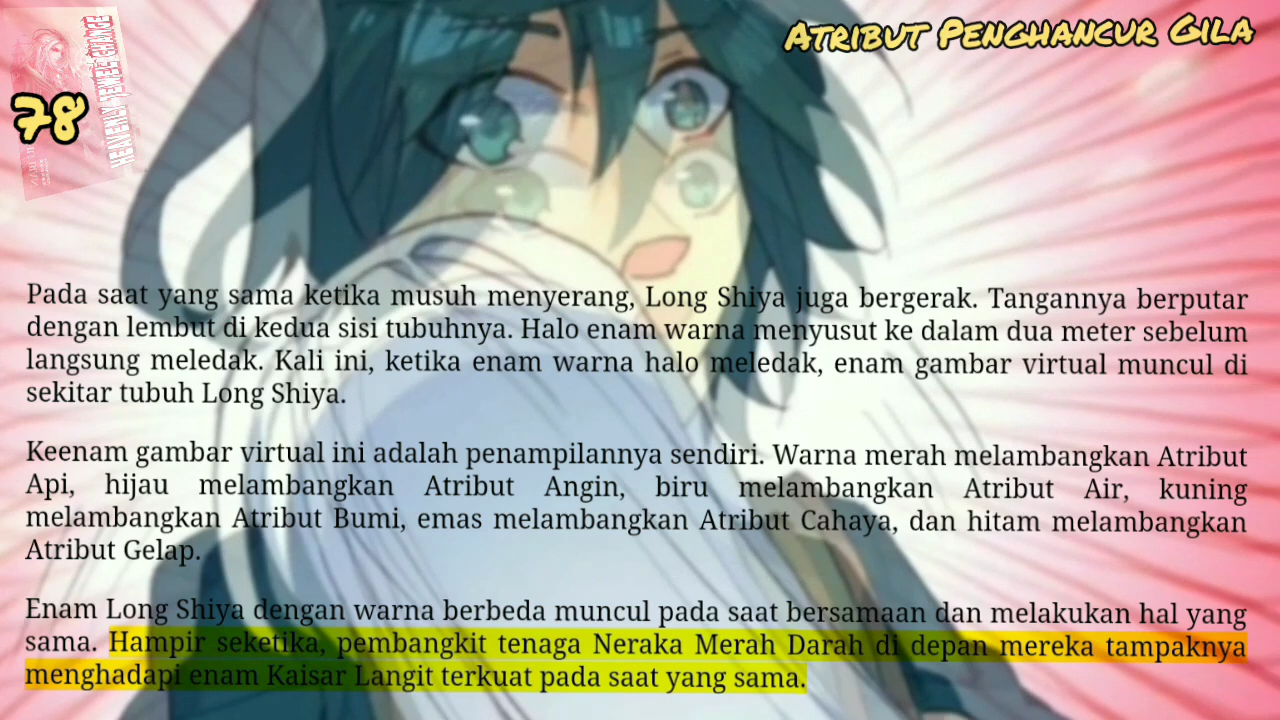 Atribut Penghancur Gila
78
HEAVENLY JEWEL CHANGE
Pada saat yang sama ketika musuh menyerang, Long Shiya juga bergerak. Tangannya berputar
dengan lembut di kedua sisi tubuhnya. Halo enam warna menyusut ke dalam dua meter sebelum
langsung meledak. Kali ini, ketika enam warna halo meledak, enam gambar virtual muncul di
sekitar tubuh Long Shiya.
Keenam gambar virtual ini adalah penampilannya sendiri. Warna merah melambangkan Atribut
Api, hijau melambangkan Atribut Angin, biru melambangkan Atribut Air, kuning
melambangkan Atribut Bumi, emas melambangkan Atribut Cahaya, dan hitam melambangkan
Atribut Gelap.
Enam Long Shiya dengan warna berbeda muncul pada saat bersamaan dan melakukan hal yang
sama. Hampir seketika, pembangkit tenaga Neraka Merah Darah di depan mereka tampaknya
menghadapi enam Kaisar Langit terkuat pada saat yang sama.